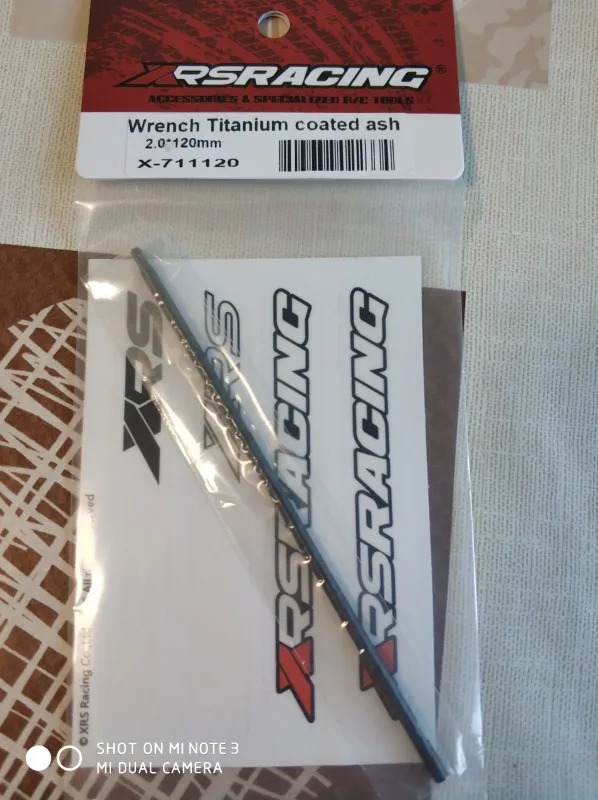 XRSRACING®
ACCESSORIES & SPECIALIZED R/C TOOLS
Wrench Titanium coated ash
2.0*120mm
X-711120
XRS
XRS
XRSRACING
XRSRACING
© XRS Racing Co.,Ltd
SHOT ON MI NOTE 3
MI DUAL CAMERA